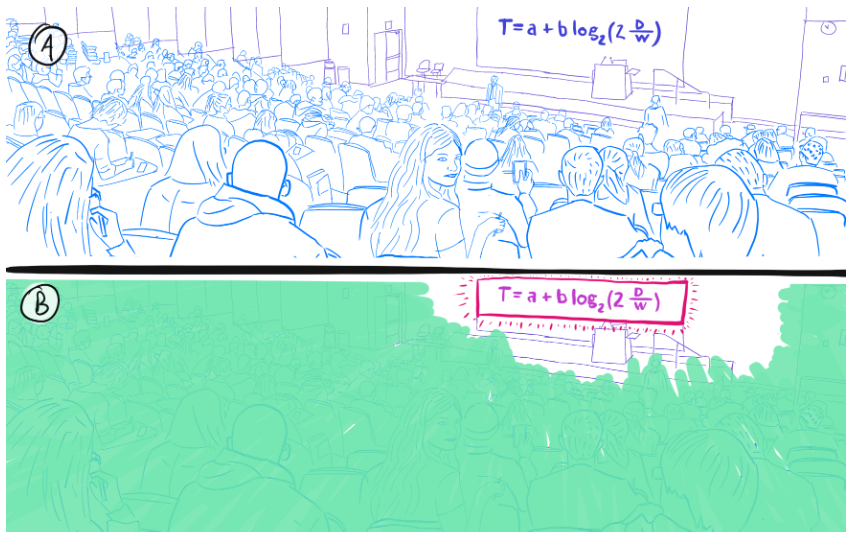 A
T = a + b log₂(2 D/W)
B
T = a + b log₂(2 D/W)